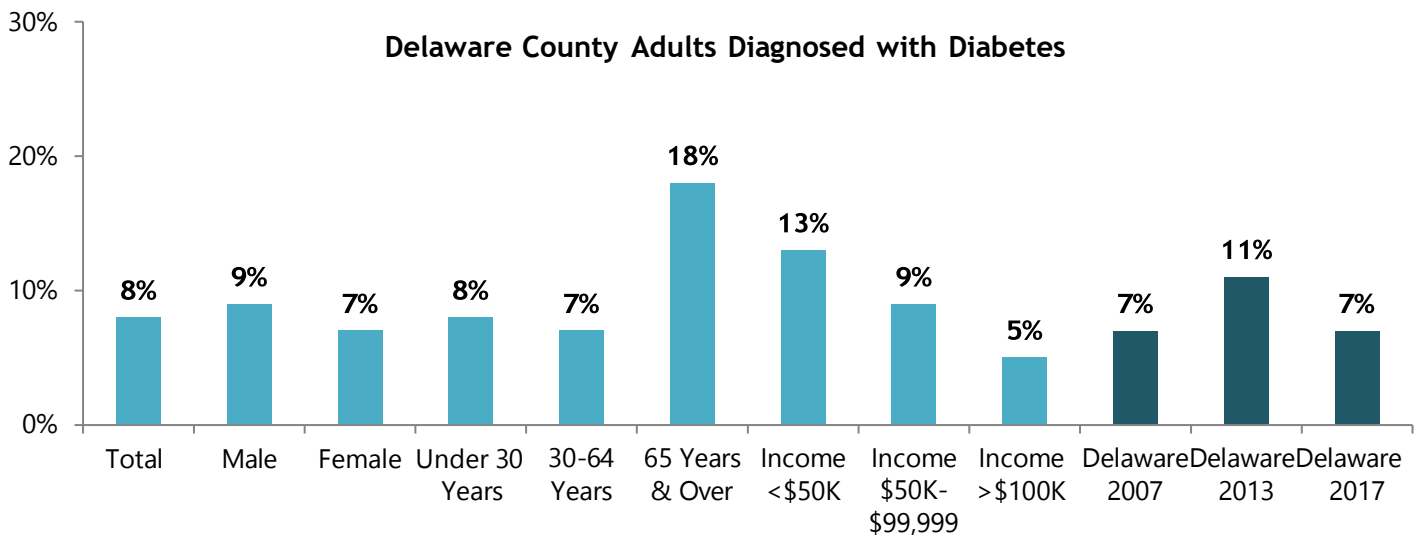 Delaware County Adults Diagnosed with Diabetes
30%
20%
10%
0%
8%
9%
7%
8%
7%
18%
13%
9%
5%
7%
11%
7%
Total
Male
Female
Under 30
Years
30-64
Years
65 Years
& Over
Income
<$50K
Income
$50K-
$99,999
Income
>$100K
Delaware
2007
Delaware
2013
Delaware
2017